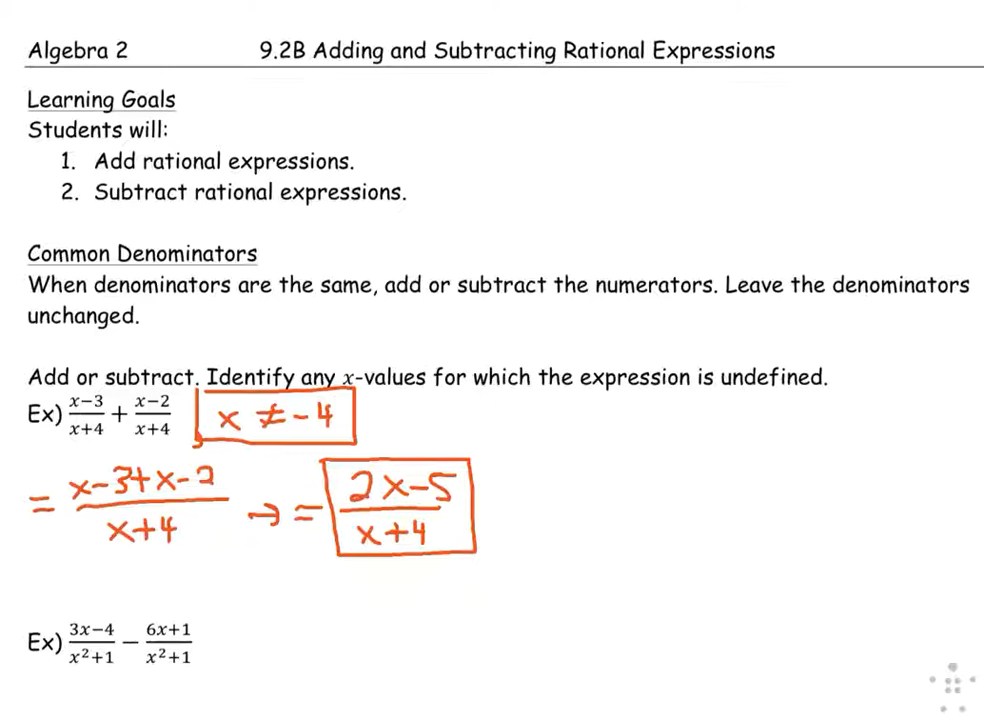 Algebra 2 9.2B Adding and Subtracting Rational Expressions
Learning Goals
Students will:
1. Add rational expressions.
2. Subtract rational expressions.
Common Denominators
When denominators are the same, add or subtract the numerators. Leave the denominators
unchanged.
Add or subtract. Identify any x-values for which the expression is undefined.
Ex) (x−3)/(x+4) + (x−2)/(x+4) x ≠ −4
= (x−3+x−2)/(x+4) → = (2x−5)/(x+4)
Ex) (3x−4)/(x²+1) − (6x+1)/(x²+1)